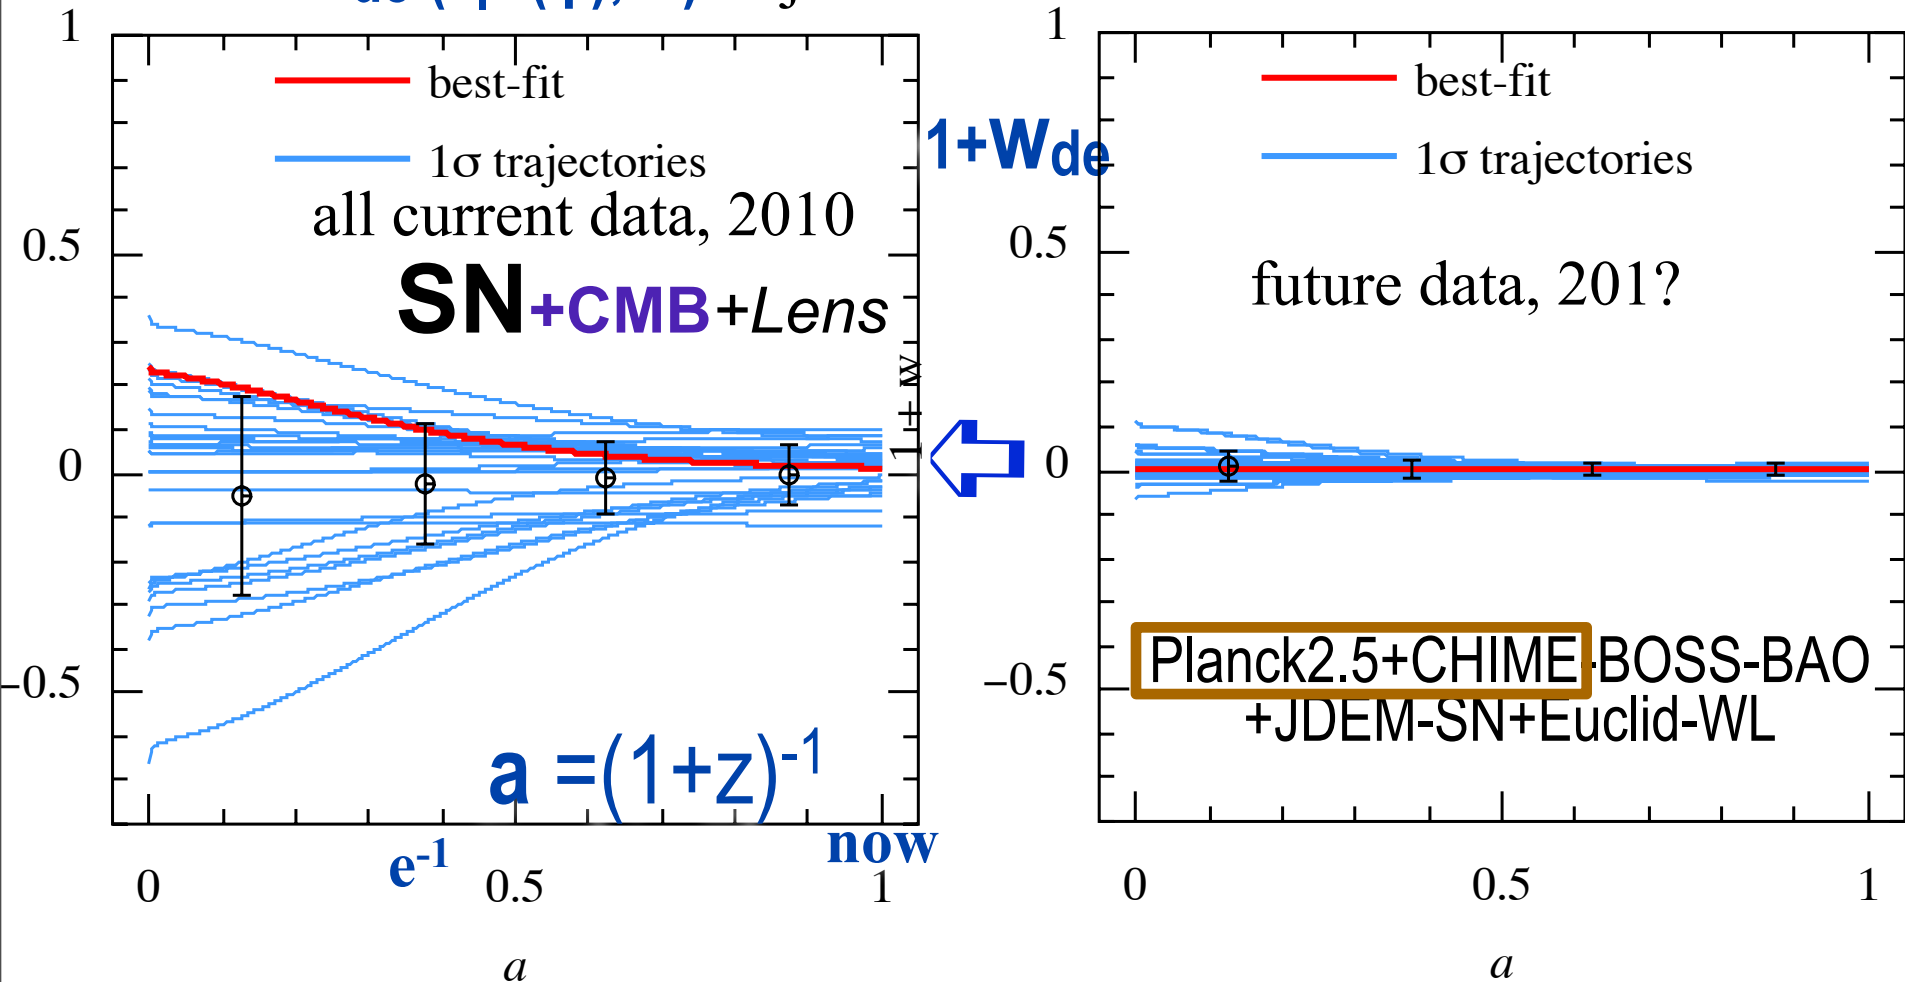 1
best-fit
1σ trajectories
all current data, 2010
SN+CMB+Lens
0.5
0
−0.5
1 + w
a =(1+z)-1
e-1
now
0
0.5
1
a
1+Wde
1
best-fit
1σ trajectories
future data, 201?
0.5
0
−0.5
Planck2.5+CHIME-BOSS-BAO
+JDEM-SN+Euclid-WL
0
0.5
1
a